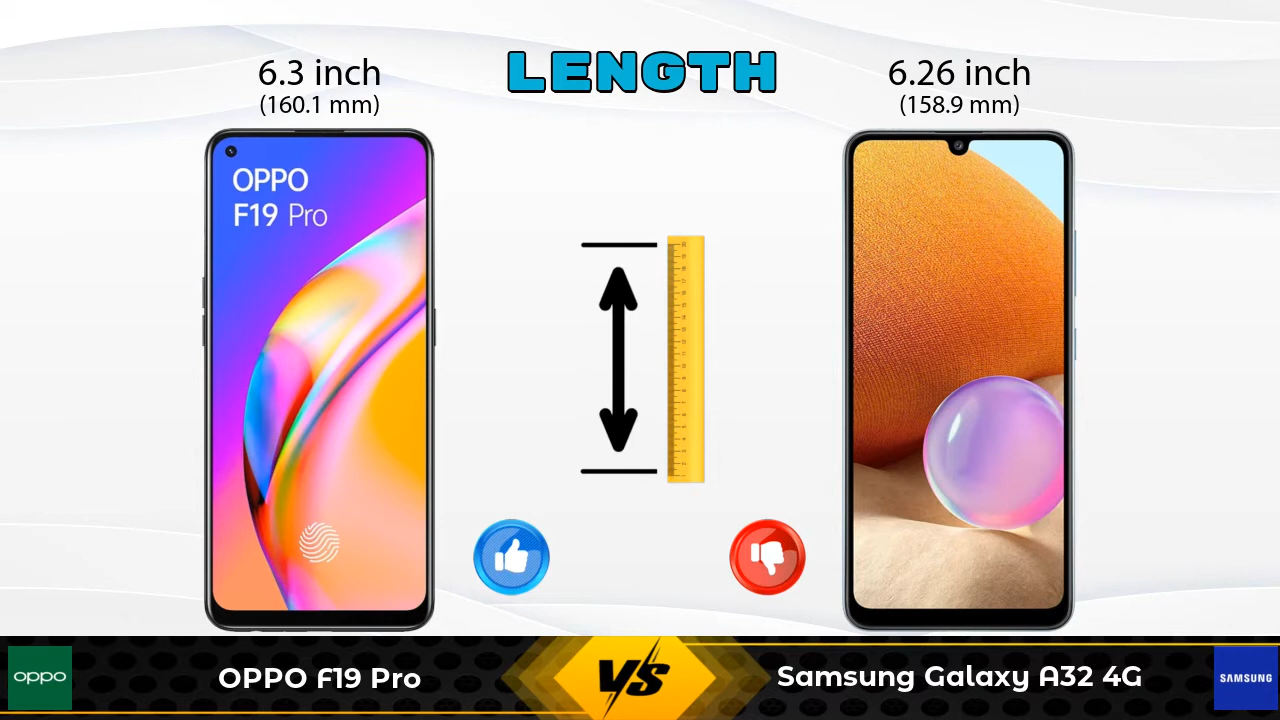 LENGTH
6.3 inch
(160.1 mm)
6.26 inch
(158.9 mm)
OPPO
F19 Pro
oppo
OPPO F19 Pro
VS
Samsung Galaxy A32 4G
SAMSUNG